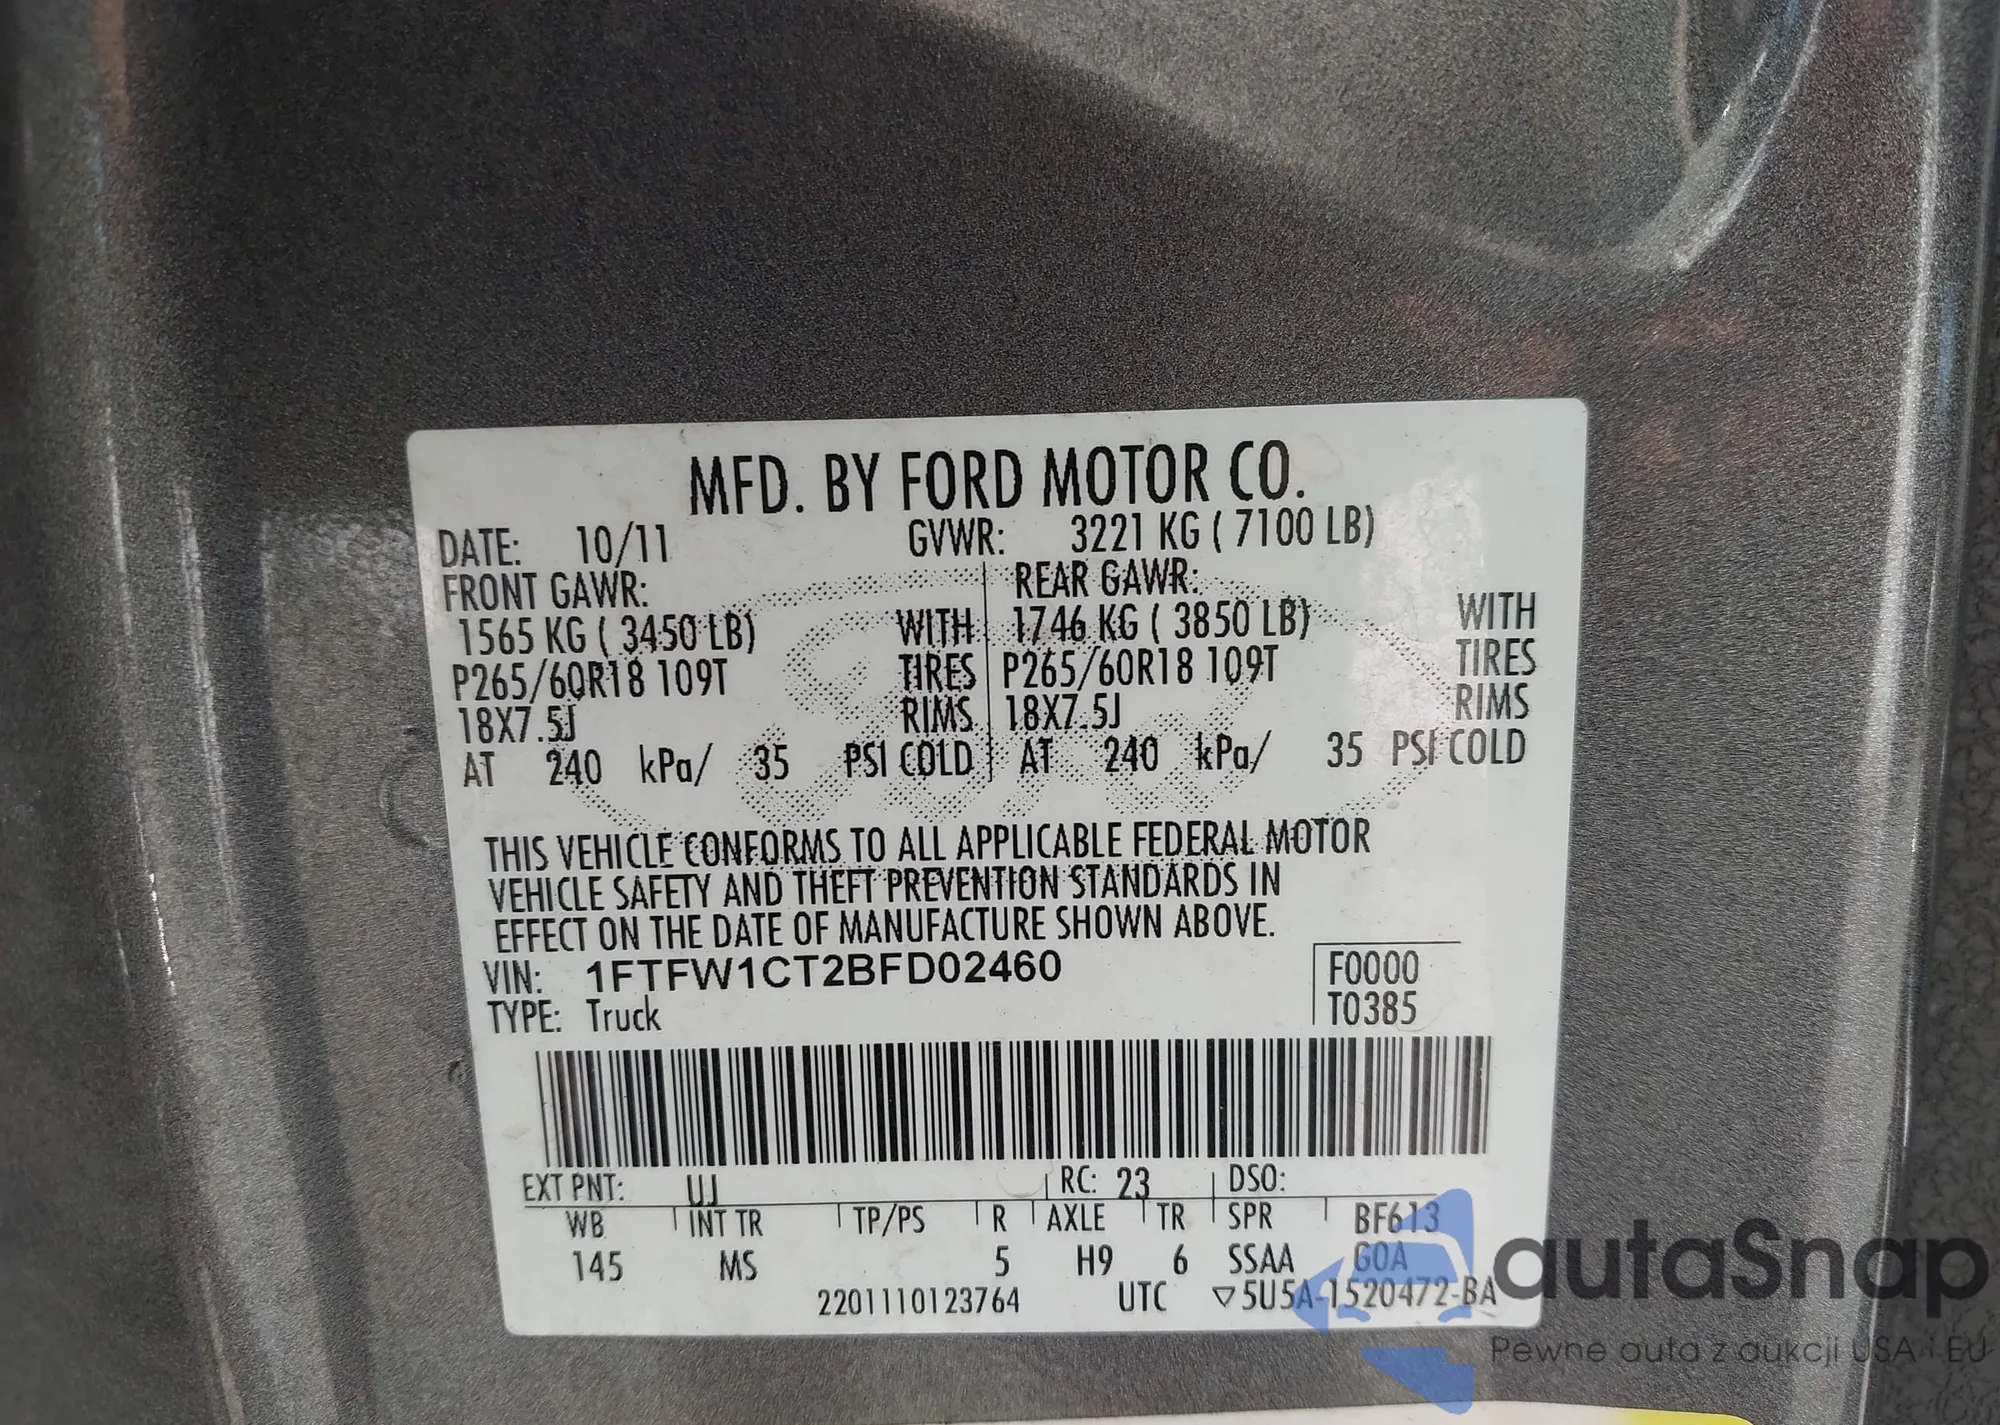 MFD. BY FORD MOTOR CO.
DATE: 10/11 GVWR: 3221 KG ( 7100 LB)
FRONT GAWR: REAR GAWR:
1565 KG ( 3450 LB) WITH 1746 KG ( 3850 LB) WITH
P265/60R18 109T TIRES P265/60R18 109T TIRES
18X7.5J RIMS 18X7.5J RIMS
AT 240 kPa/ 35 PSI COLD AT 240 kPa/ 35 PSI COLD
THIS VEHICLE CONFORMS TO ALL APPLICABLE FEDERAL MOTOR
VEHICLE SAFETY AND THEFT PREVENTION STANDARDS IN
EFFECT ON THE DATE OF MANUFACTURE SHOWN ABOVE.
VIN: 1FTFW1CT2BFD02460 F0000
TYPE: Truck T0385
EXT PNT: UJ RC: 23 DSO:
WB INT TR TP/PS R AXLE TR SPR BF613
145 MS 5 H9 6 SSAA GOA
2201110123764 UTC ▽5U5A-1520472-BA
autaSnap
Pewne auta z aukcji USA i EU